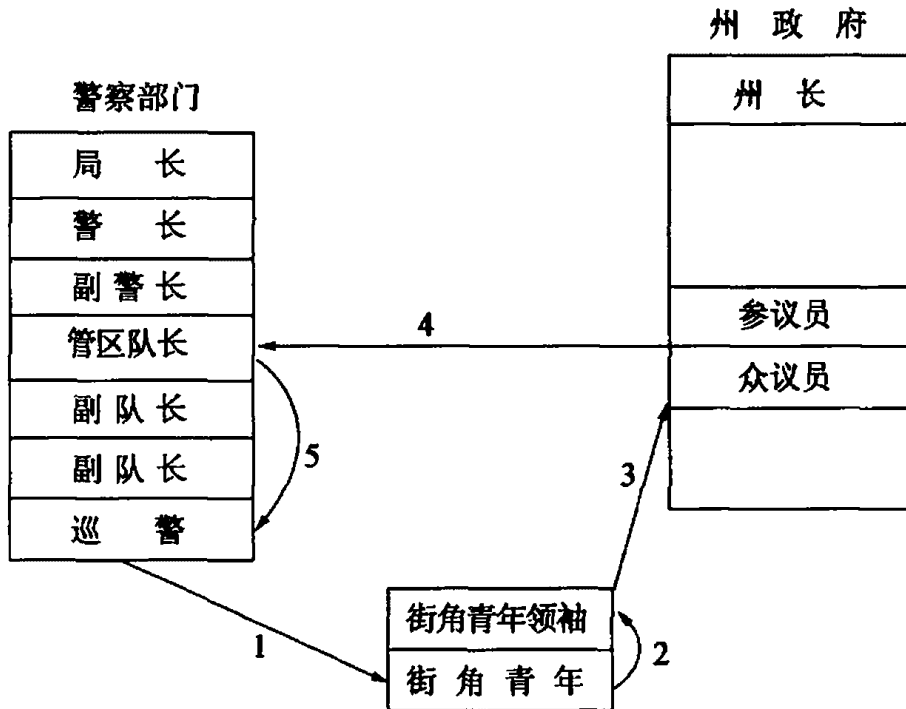 州政府
州长
警察部门
局长
警长
副警长
管区队长
副队长
副队长
巡警
参议员
众议员
4
5
3
街角青年领袖
街角青年
1
2